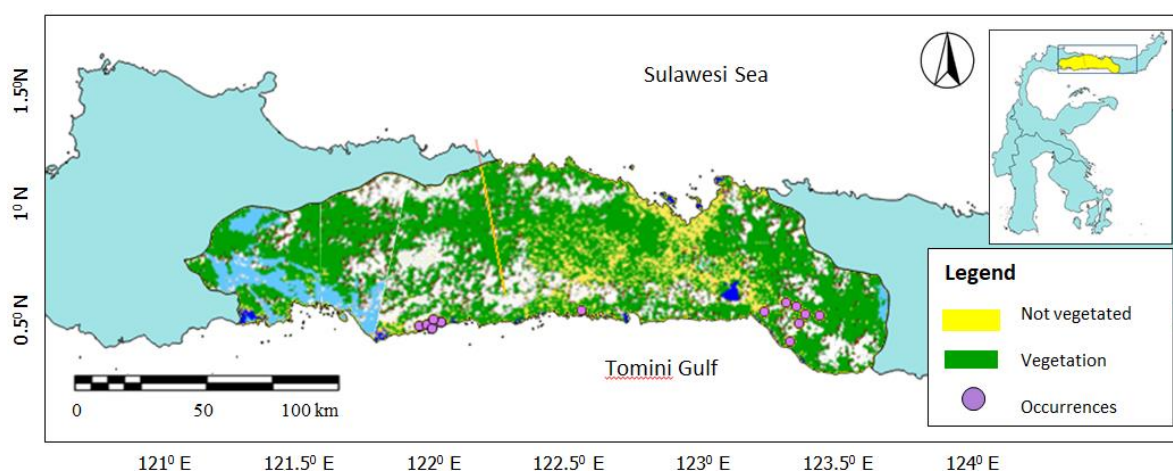 Sulawesi Sea
1.5⁰N
1⁰ N
0.5⁰ N
Tomini Gulf
0 50 100 km
Legend
Not vegetated
Vegetation
Occurrences
121⁰ E 121.5⁰ E 122⁰ E 122.5⁰ E 123⁰ E 123.5⁰ E 124⁰ E